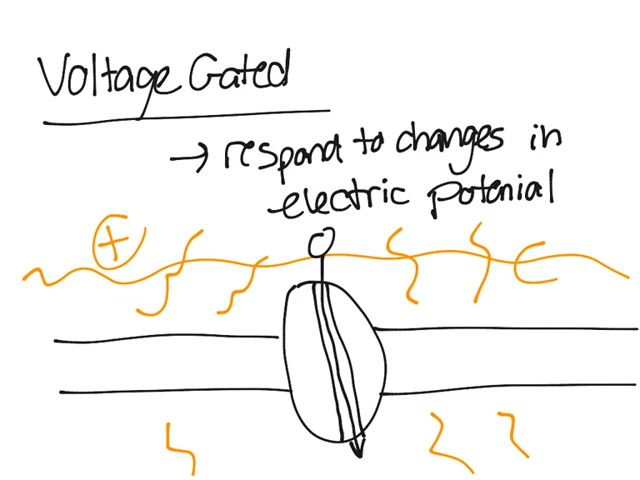 Voltage Gated
→ respond to changes in
electric potenial
+